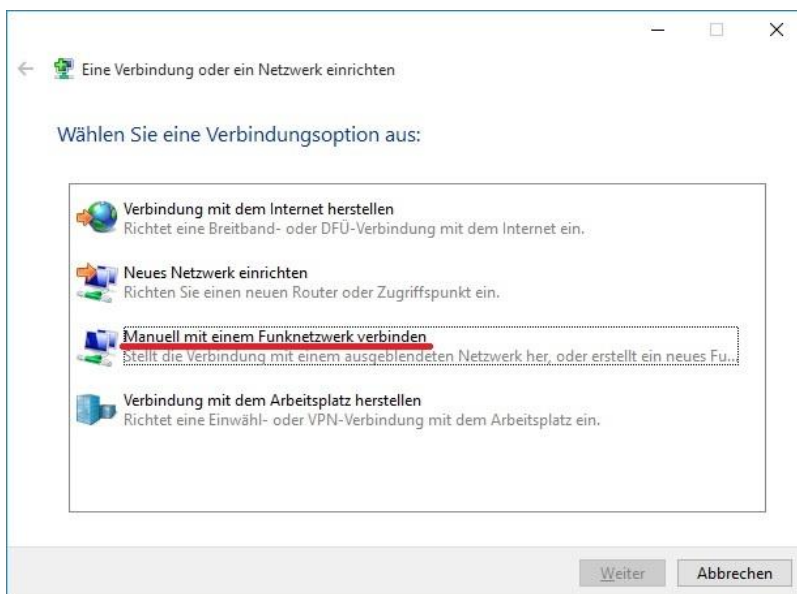 Eine Verbindung oder ein Netzwerk einrichten
Wählen Sie eine Verbindungsoption aus:
Verbindung mit dem Internet herstellen
Richtet eine Breitband- oder DFÜ-Verbindung mit dem Internet ein.
Neues Netzwerk einrichten
Richten Sie einen neuen Router oder Zugriffspunkt ein.
Manuell mit einem Funknetzwerk verbinden
Stellt die Verbindung mit einem ausgeblendeten Netzwerk her, oder erstellt ein neues Fu...
Verbindung mit dem Arbeitsplatz herstellen
Richtet eine Einwähl- oder VPN-Verbindung mit dem Arbeitsplatz ein.
Weiter Abbrechen